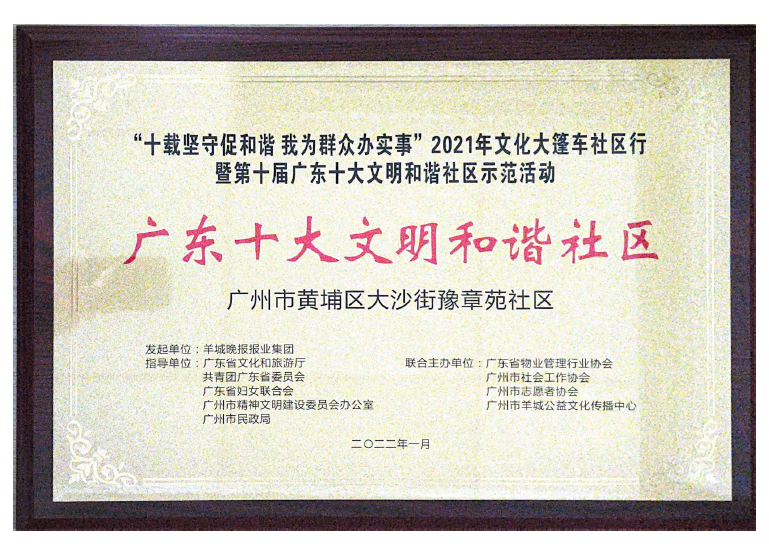 “十载坚守促和谐 我为群众办实事”2021年文化大篷车社区行
暨第十届广东十大文明和谐社区示范活动
广东十大文明和谐社区
广州市黄埔区大沙街豫章苑社区
发起单位：羊城晚报报业集团
指导单位：广东省文化和旅游厅
共青团广东省委员会
广东省妇女联合会
广州市精神文明建设委员会办公室
广州市民政局
联合主办单位：广东省物业管理行业协会
广州市社会工作协会
广州市志愿者协会
广州市羊城公益文化传播中心
二〇二二年一月